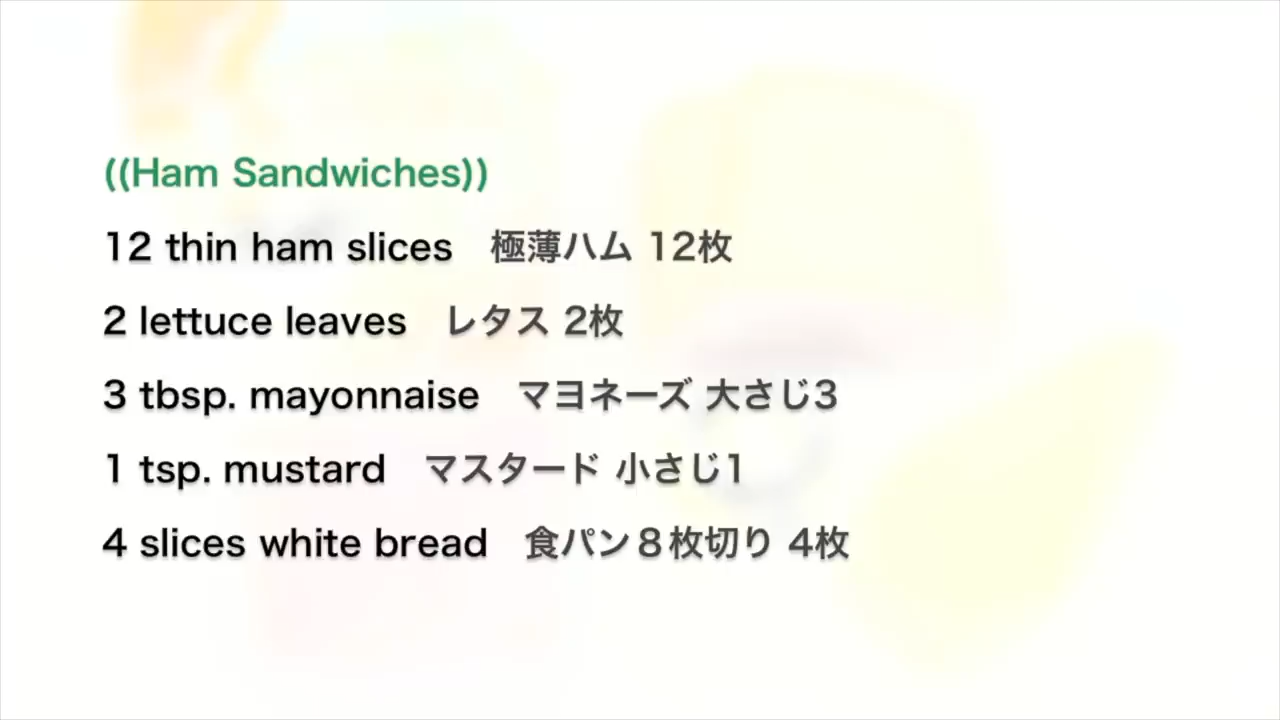 ((Ham Sandwiches))
12 thin ham slices　極薄ハム 12枚
2 lettuce leaves　レタス 2枚
3 tbsp. mayonnaise　マヨネーズ 大さじ3
1 tsp. mustard　マスタード 小さじ1
4 slices white bread　食パン８枚切り 4枚